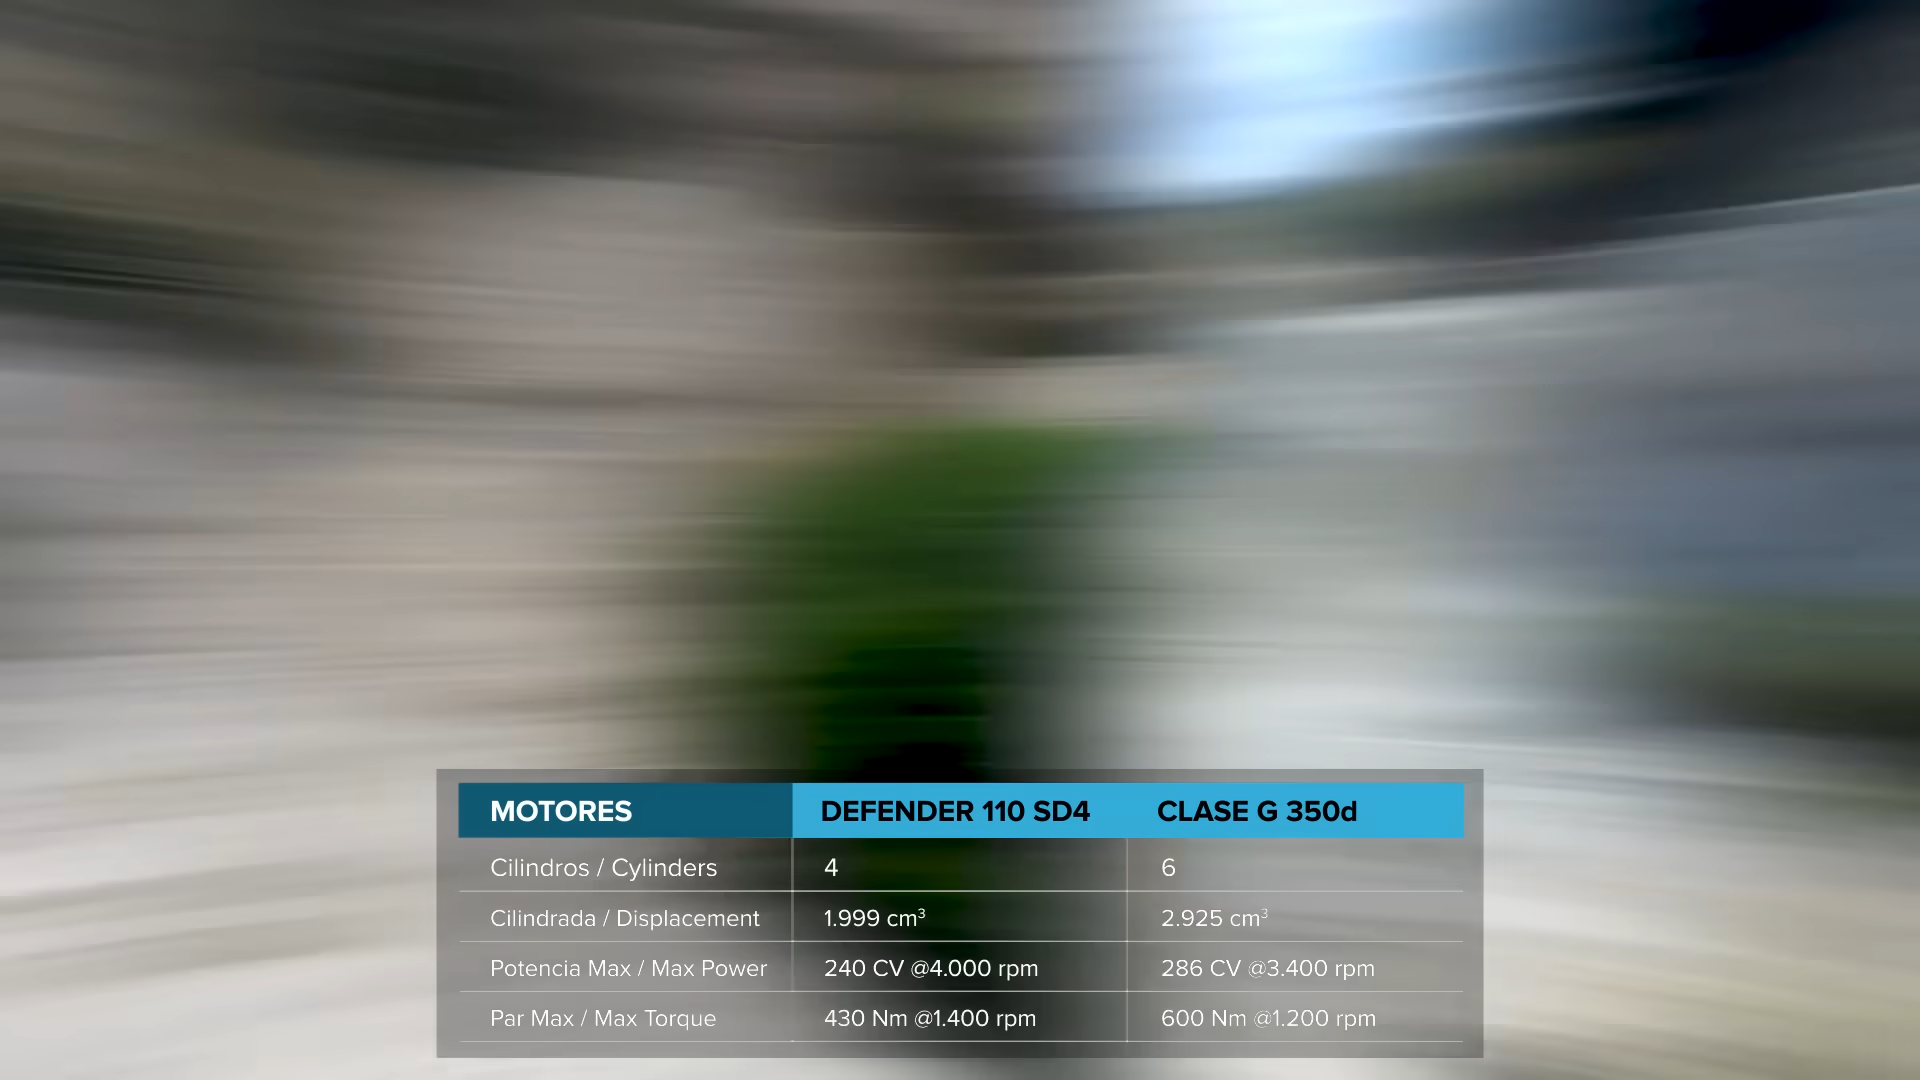 MOTORES DEFENDER 110 SD4 CLASE G 350d
Cilindros / Cylinders 4 6
Cilindrada / Displacement 1.999 cm³ 2.925 cm³
Potencia Max / Max Power 240 CV @4.000 rpm 286 CV @3.400 rpm
Par Max / Max Torque 430 Nm @1.400 rpm 600 Nm @1.200 rpm